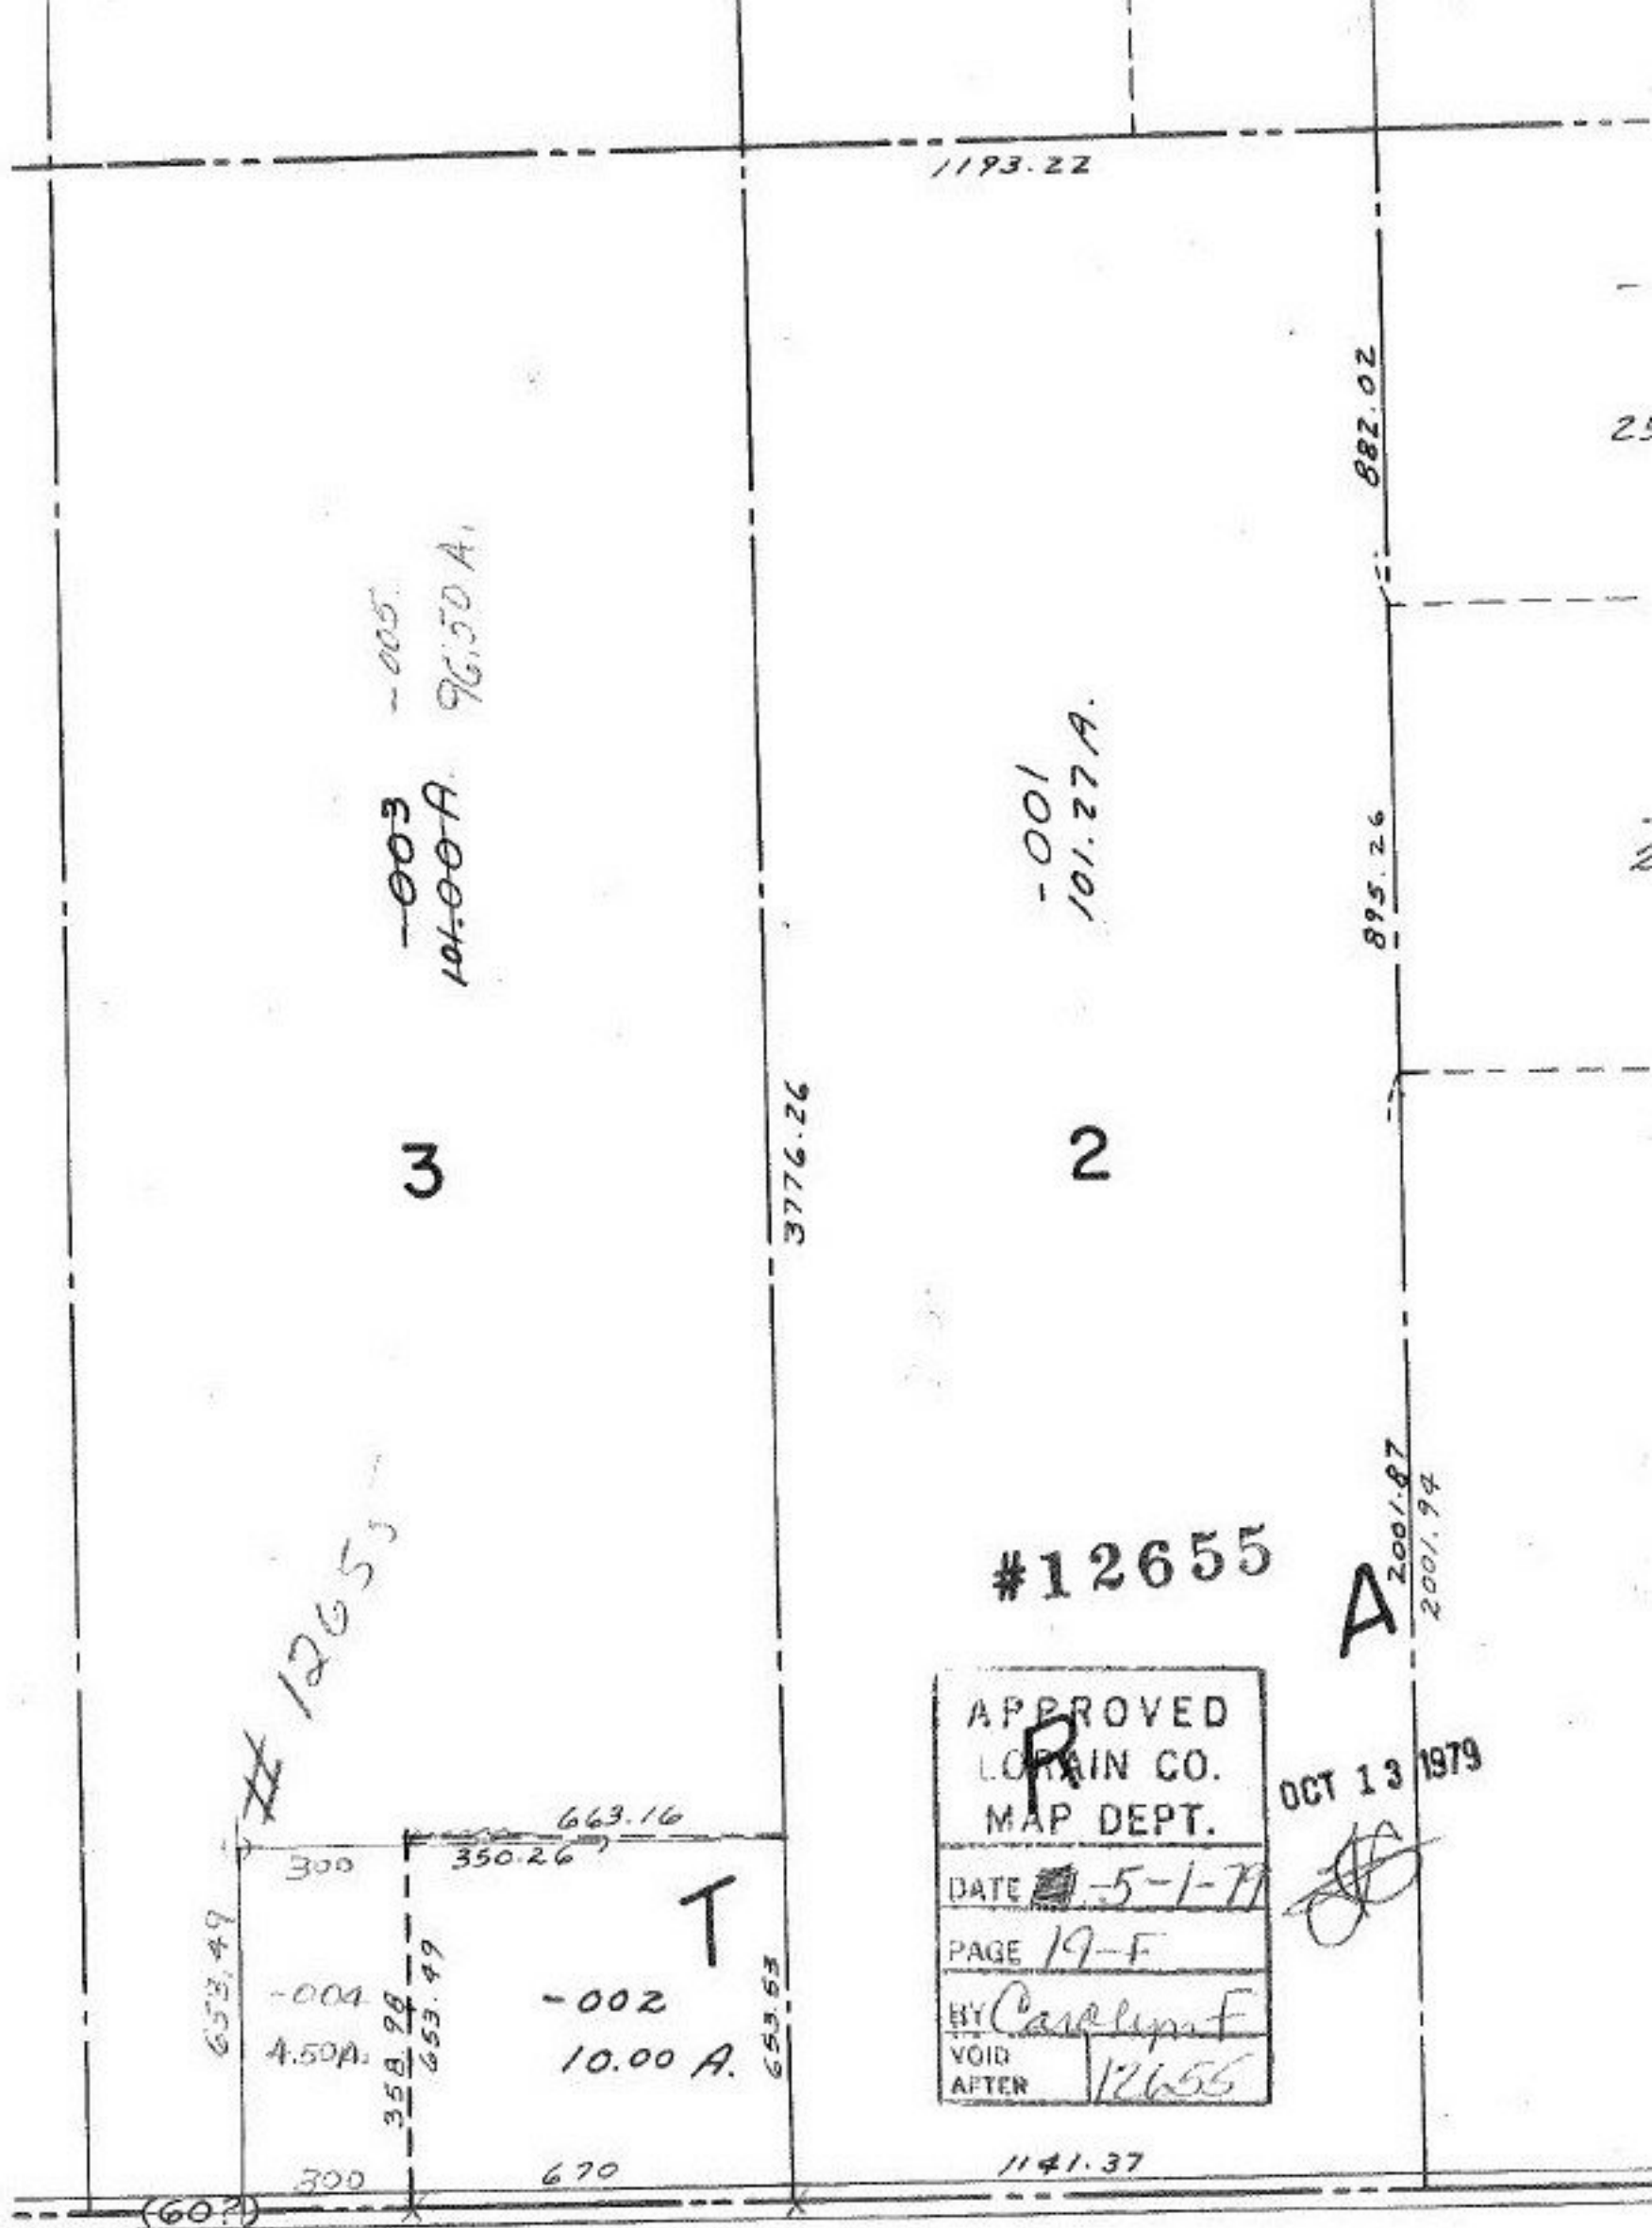 1193.22
882.02
25
-005
96.50 A.
-003
101.00 A.
-001
101.27 A.
895.26
3776.26
3
2
2001.87
2001.94
#12655
# 12655
A
APPROVED
LORAIN CO.
MAP DEPT.
R
OCT 13 1979
DATE -5-1-79
PAGE 19-F
BY Carolyn F
VOID AFTER 12655
663.16
300
350.26
T
653.49
-004
4.50A.
358.98
653.49
-002
10.00 A.
653.53
300
670
1141.37
(60?)